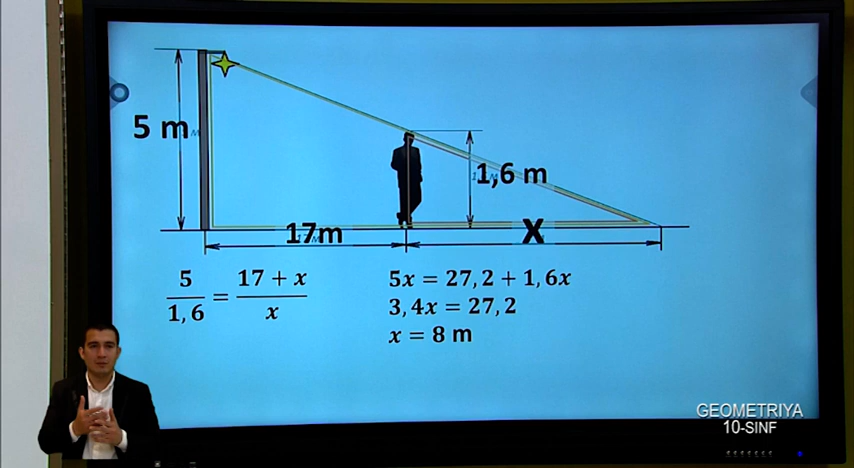 5 m
1,6 m
17m
X
5/1,6 = 17 + x/x
5x = 27,2 + 1,6x
3,4x = 27,2
x = 8 m
GEOMETRIYA
10-SINF